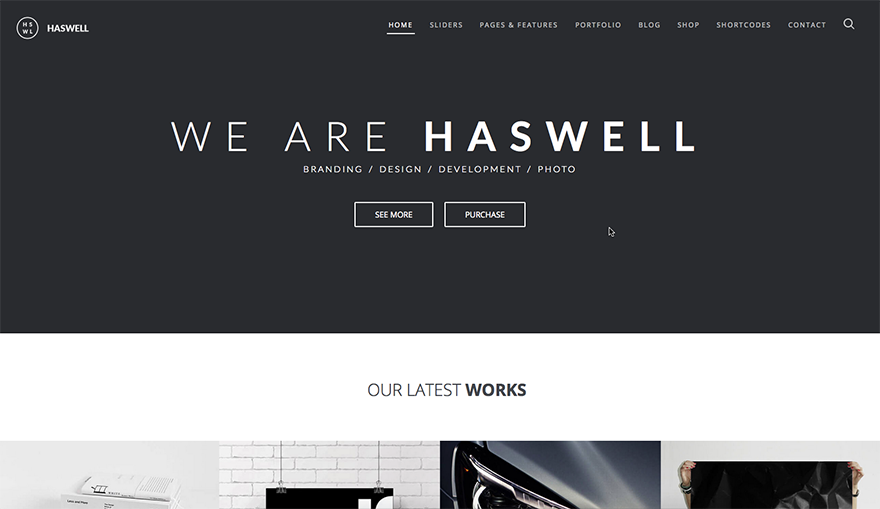 HS
WL
HASWELL
HOME SLIDERS PAGES & FEATURES PORTFOLIO BLOG SHOP SHORTCODES CONTACT
WE ARE HASWELL
BRANDING / DESIGN / DEVELOPMENT / PHOTO
SEE MORE PURCHASE
OUR LATEST WORKS